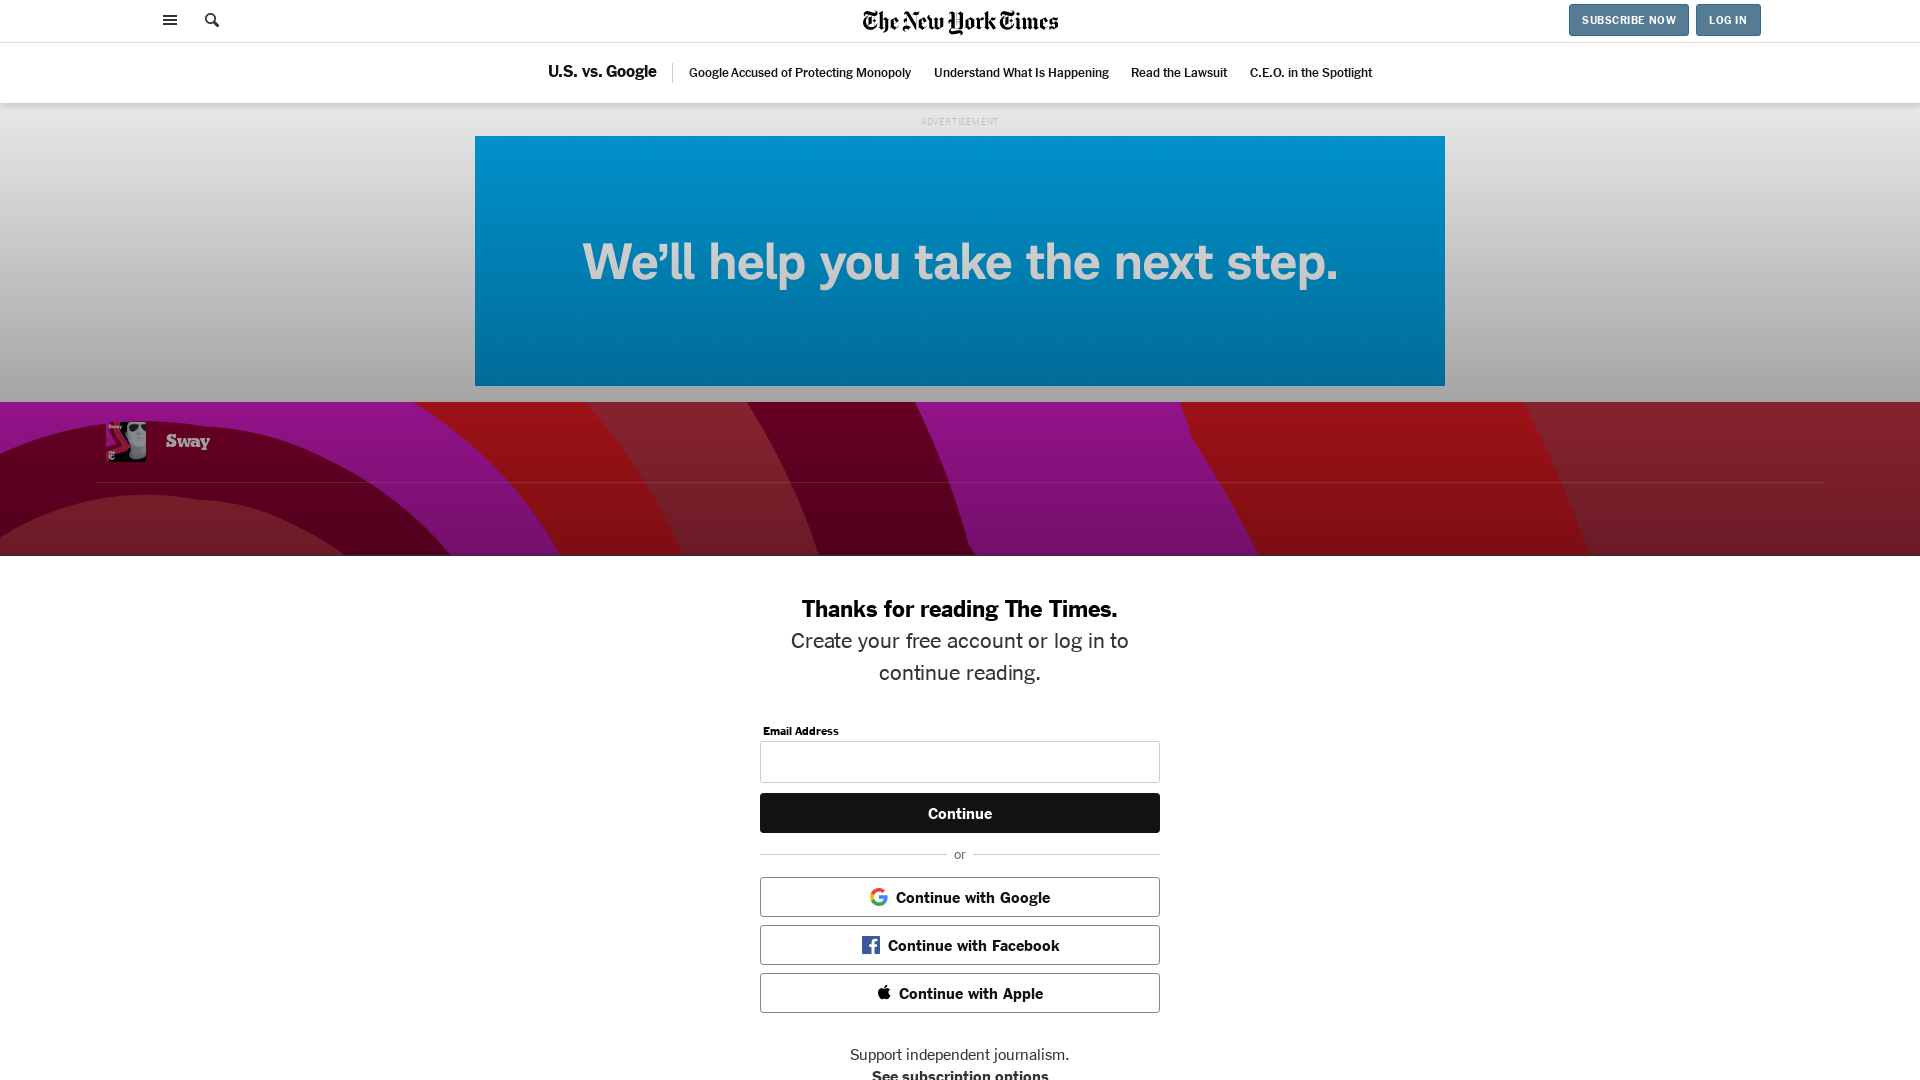 The New York Times
SUBSCRIBE NOW
LOG IN
U.S. vs. Google
Google Accused of Protecting Monopoly
Understand What Is Happening
Read the Lawsuit
C.E.O. in the Spotlight
ADVERTISEMENT
We’ll help you take the next step.
Sway
Thanks for reading The Times.
Create your free account or log in to
continue reading.
Email Address
Continue
or
Continue with Google
Continue with Facebook
Continue with Apple
Support independent journalism.
See subscription options